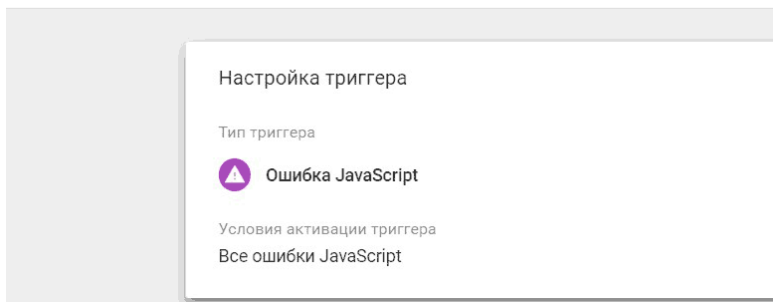 Настройка триггера
Тип триггера
Ошибка JavaScript
Условия активации триггера
Все ошибки JavaScript